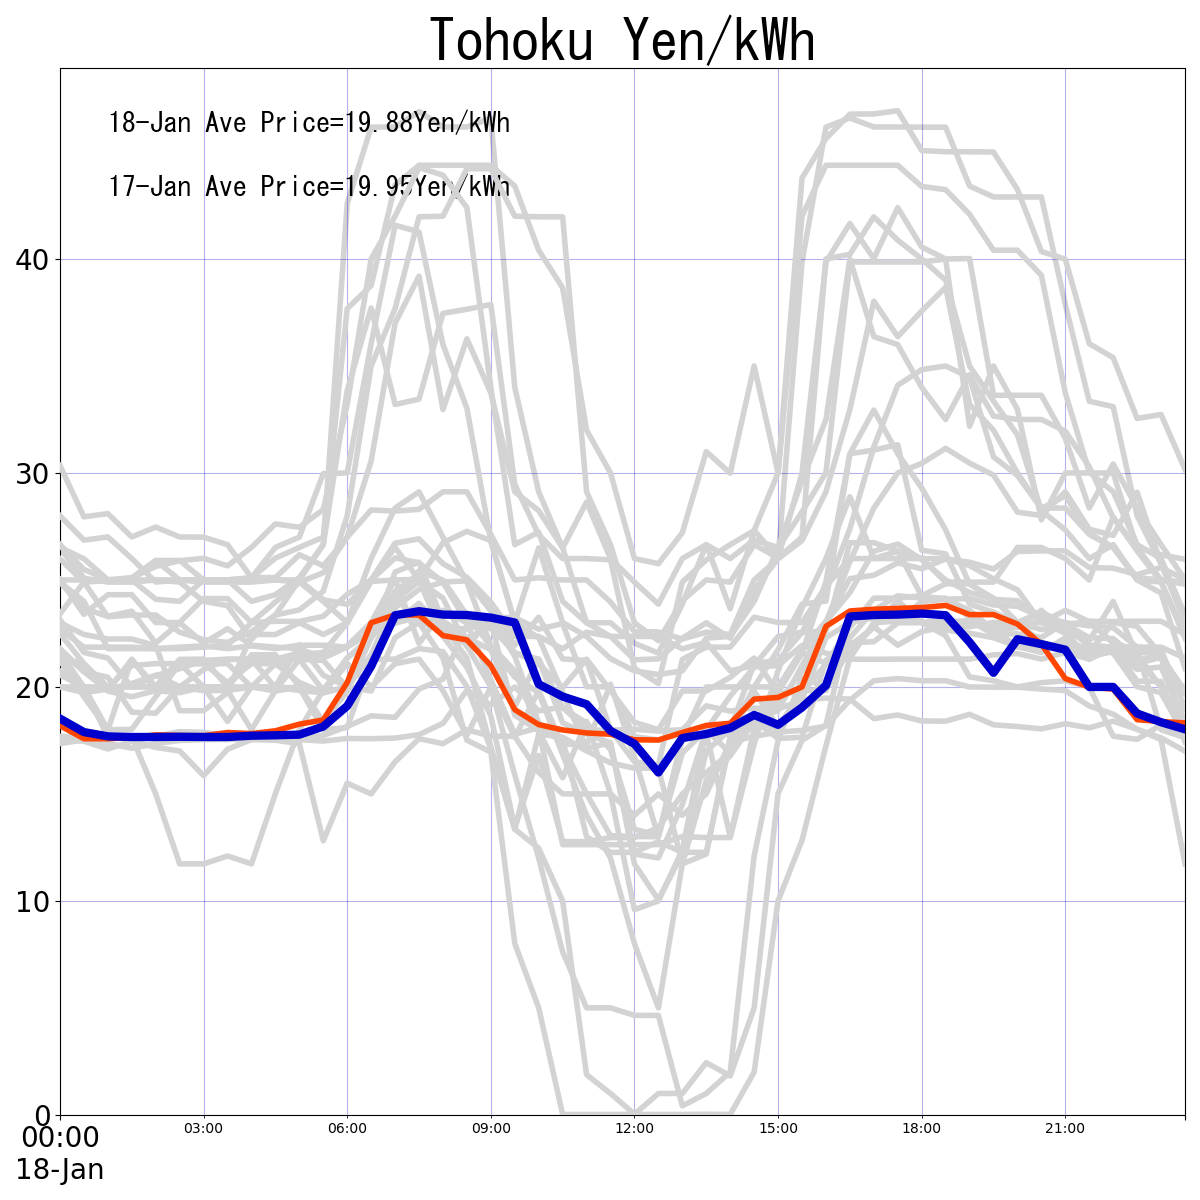 Tohoku Yen/kWh
18-Jan Ave Price=19.88Yen/kWh
17-Jan Ave Price=19.95Yen/kWh
40
30
20
10
0
00:00 03:00 06:00 09:00 12:00 15:00 18:00 21:00
18-Jan